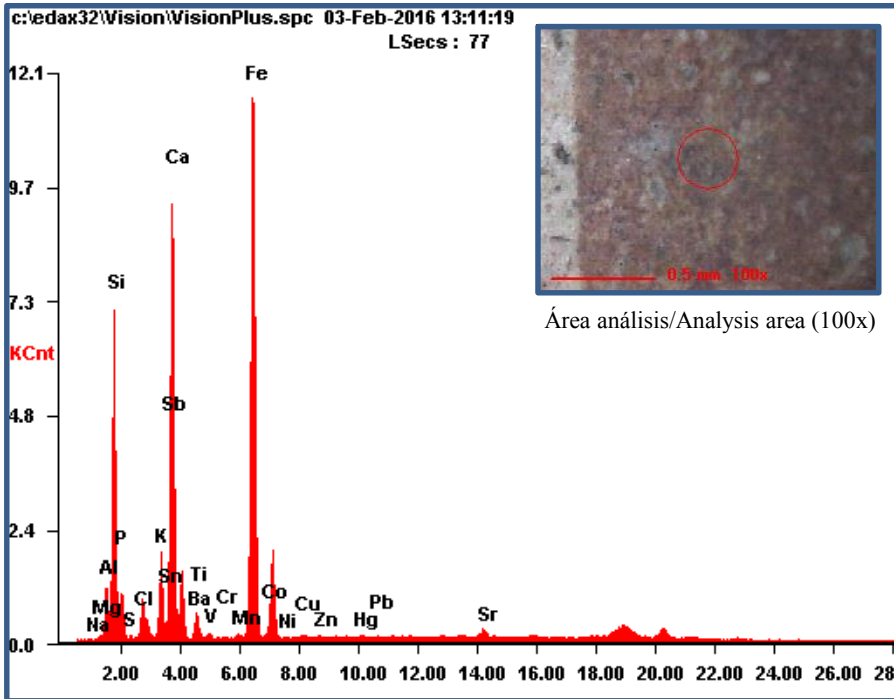 c:\edax32\Vision\VisionPlus.spc 03-Feb-2016 13:11:19
LSecs : 77
12.1
9.7
7.3
KCnt
4.8
2.4
0.0
Fe
Ca
Si
Sb
P
K
Al
Sn
Ti
Mg
Cl
Ba
Cr
Co
Cu
Pb
Na
S
V
Mn
Ni
Zn
Hg
Sr
2.00 4.00 6.00 8.00 10.00 12.00 14.00 16.00 18.00 20.00 22.00 24.00 26.00 28
0.5 mm 100x
Área análisis/Analysis area (100x)